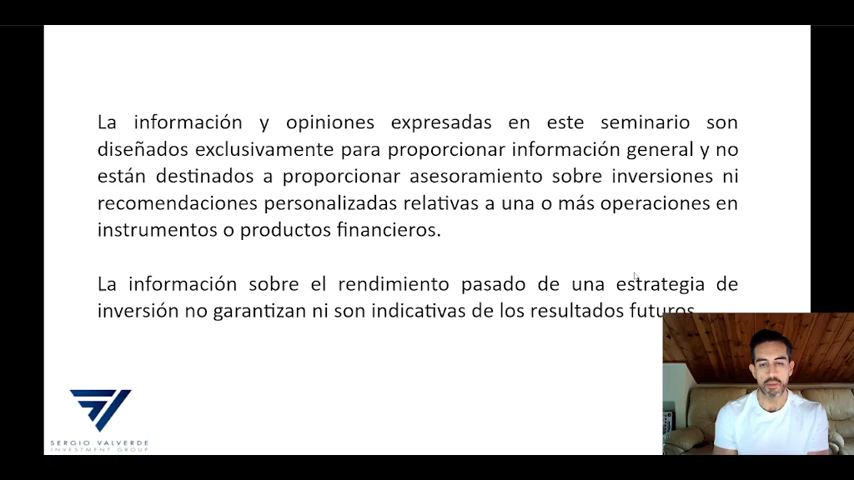 La información y opiniones expresadas en este seminario son
diseñados exclusivamente para proporcionar información general y no
están destinados a proporcionar asesoramiento sobre inversiones ni
recomendaciones personalizadas relativas a una o más operaciones en
instrumentos o productos financieros.
La información sobre el rendimiento pasado de una estrategia de
inversión no garantizan ni son indicativas de los resultados futuros
SERGIO VALVERDE
INVESTMENT GROUP